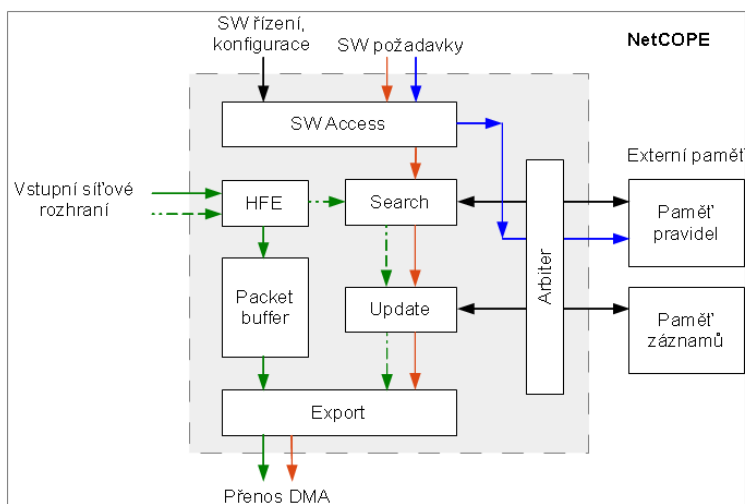 SW řízení,
konfigurace
SW požadavky
NetCOPE
SW Access
Externí paměť
Vstupní síťové
rozhraní
HFE
Search
Paměť
pravidel
Arbiter
Packet
buffer
Update
Paměť
záznamů
Export
Přenos DMA